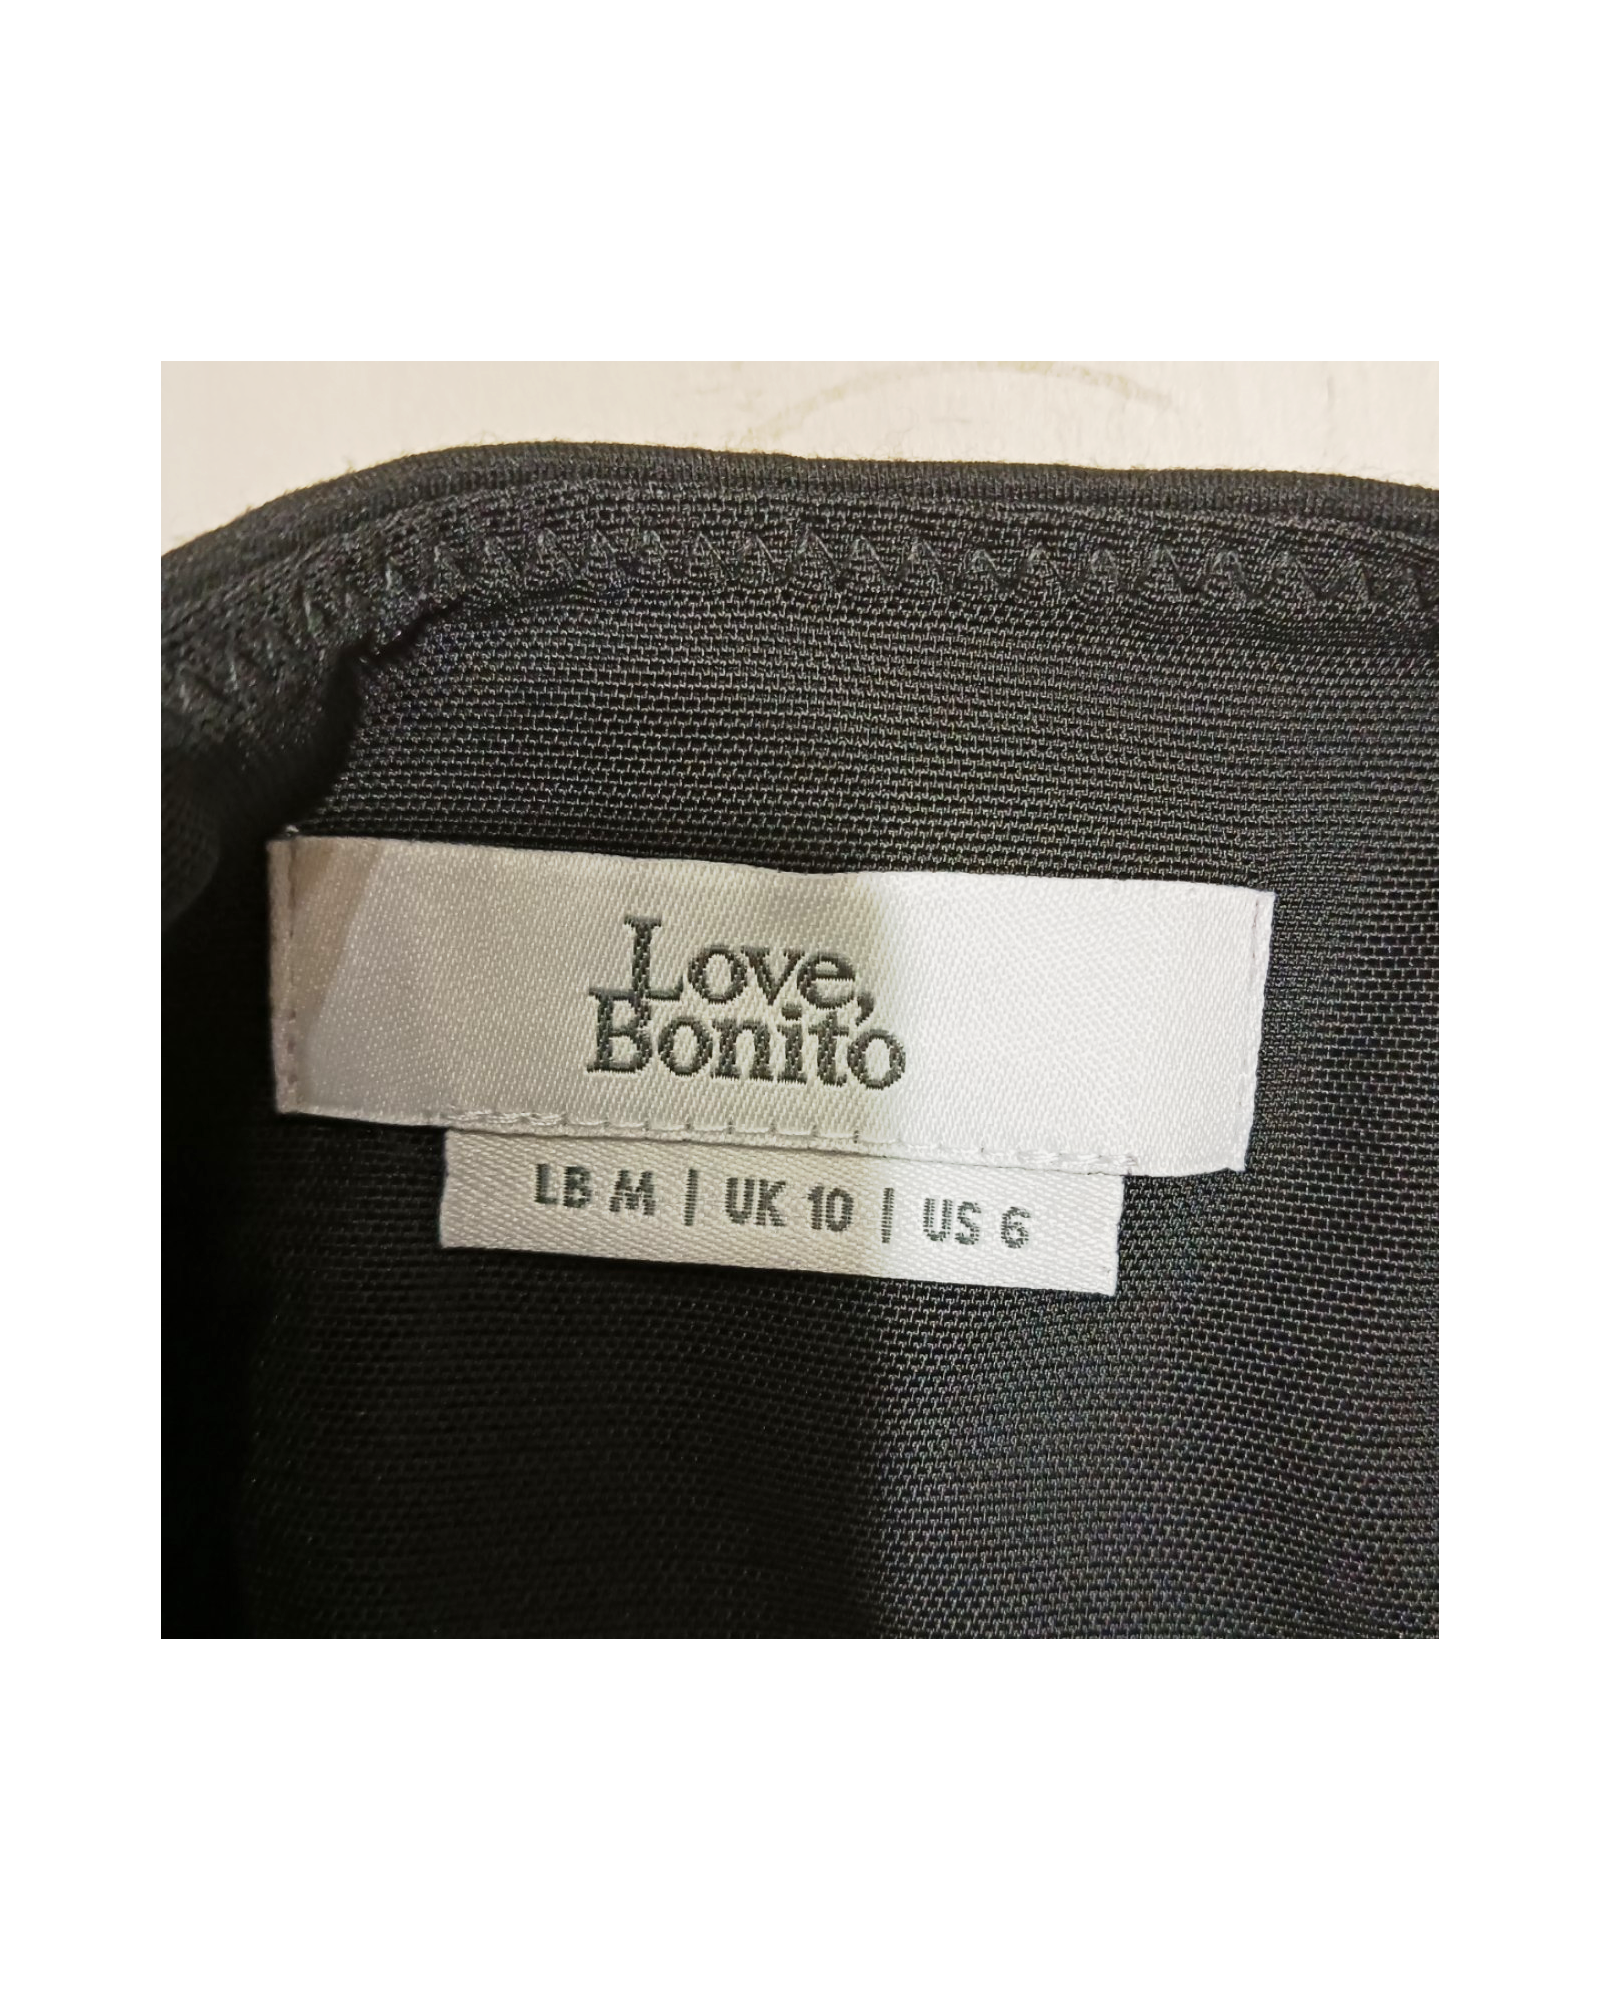 Love,
Bonito
LB M | UK 10 | US 6